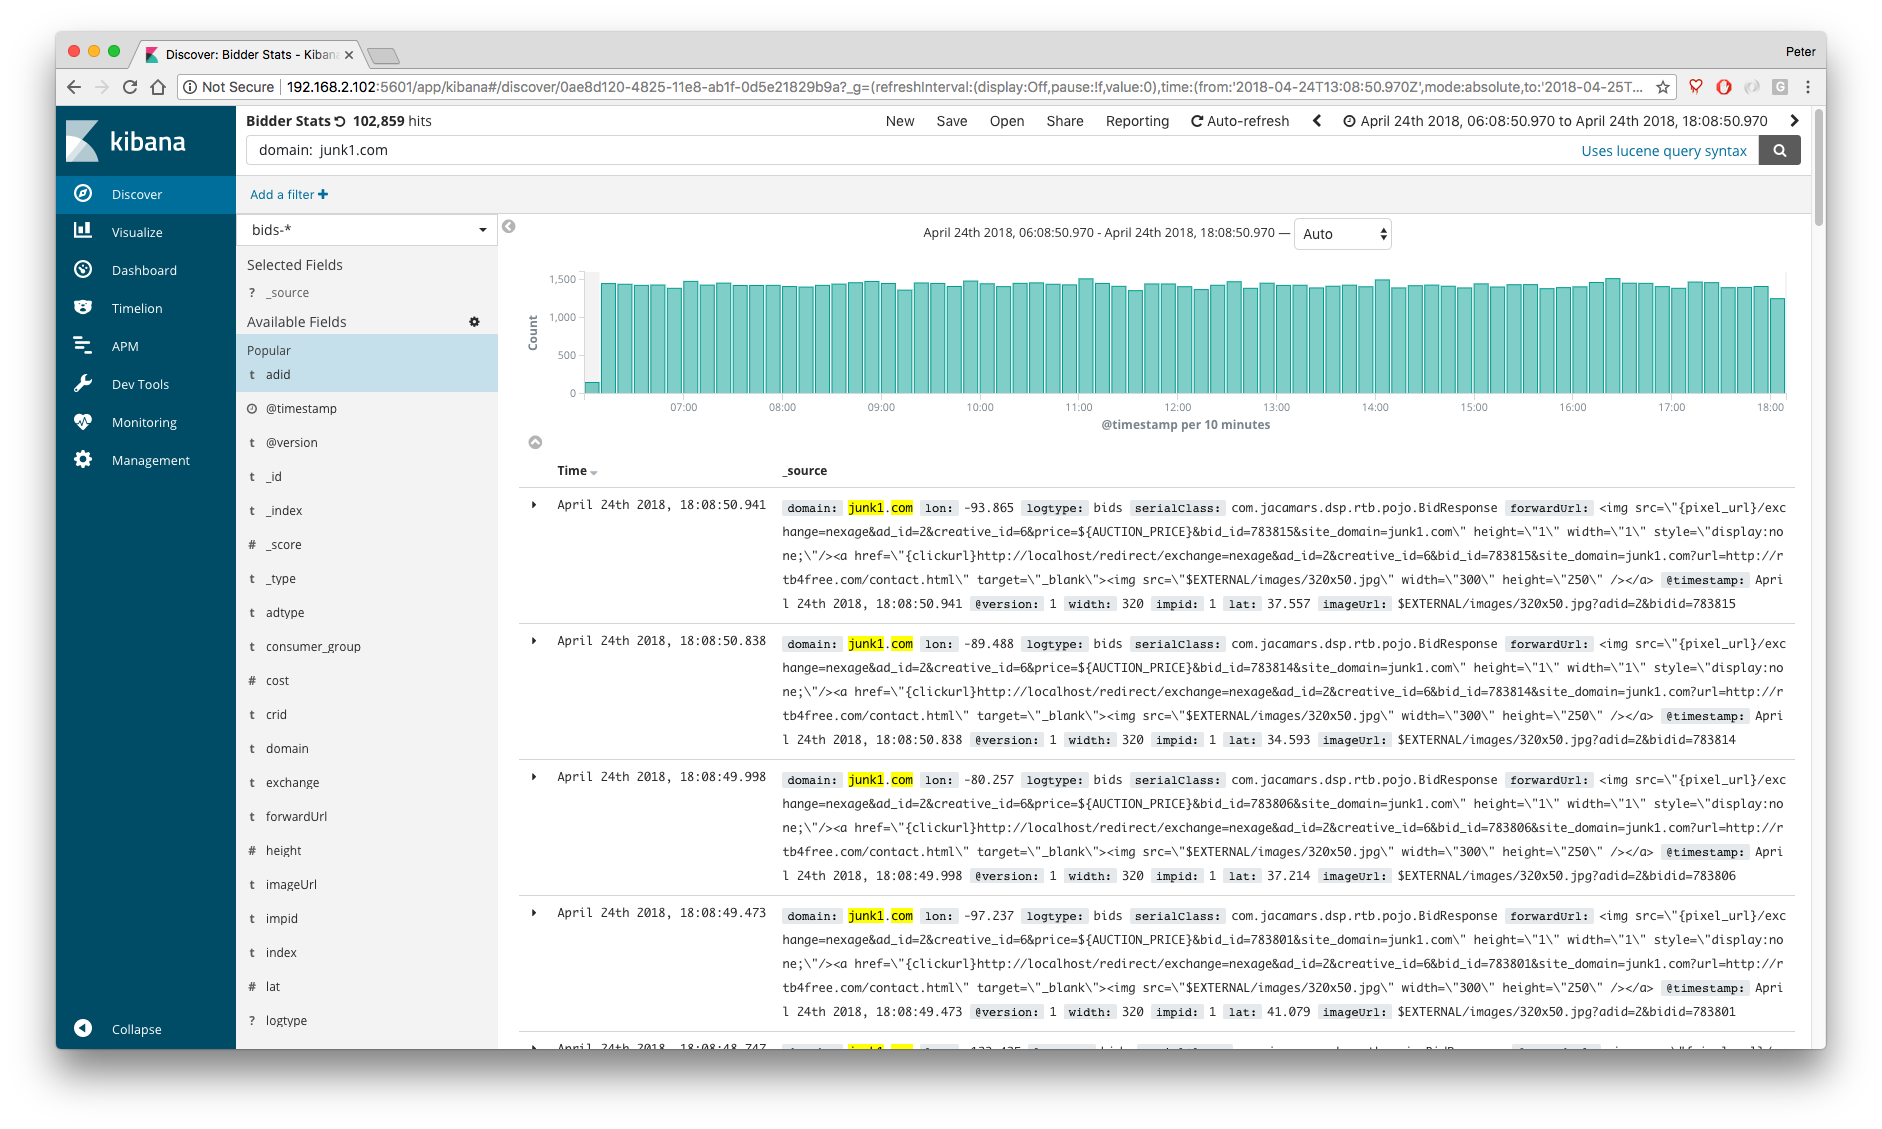 Discover: Bidder Stats - Kibana
Peter
Not Secure 192.168.2.102:5601/app/kibana#/discover/0ae8d120-4825-11e8-ab1f-0d5e21829b9a?_g=(refreshInterval:(display:Off,pause:!f,value:0),time:(from:'2018-04-24T13:08:50.970Z',mode:absolute,to:'2018-04-25T...
kibana
Discover
Visualize
Dashboard
Timelion
APM
Dev Tools
Monitoring
Management
Collapse
Bidder Stats 102,859 hits
New Save Open Share Reporting Auto-refresh April 24th 2018, 06:08:50.970 to April 24th 2018, 18:08:50.970
domain: junk1.com
Uses lucene query syntax
Add a filter +
bids-*
Selected Fields
? _source
Available Fields
Popular
t adid
@timestamp
t @version
t _id
t _index
# _score
t _type
t adtype
t consumer_group
# cost
t crid
t domain
t exchange
t forwardUrl
# height
t imageUrl
t impid
t index
# lat
? logtype
April 24th 2018, 06:08:50.970 - April 24th 2018, 18:08:50.970 — Auto
Count
1,500
1,000
500
0
07:00 08:00 09:00 10:00 11:00 12:00 13:00 14:00 15:00 16:00 17:00 18:00
@timestamp per 10 minutes
Time _source
April 24th 2018, 18:08:50.941 domain: junk1.com lon: -93.865 logtype: bids serialClass: com.jacamars.dsp.rtb.pojo.BidResponse forwardUrl: <img src=\"{pixel_url}/exc
hange=nexage&ad_id=2&creative_id=6&price=${AUCTION_PRICE}&bid_id=783815&site_domain=junk1.com\" height=\"1\" width=\"1\" style=\"display:no
ne;\"/><a href=\"{clickurl}http://localhost/redirect/exchange=nexage&ad_id=2&creative_id=6&bid_id=783815&site_domain=junk1.com?url=http://r
tb4free.com/contact.html\" target=\"_blank\"><img src=\"$EXTERNAL/images/320x50.jpg\" width=\"300\" height=\"250\" /></a> @timestamp: Apri
l 24th 2018, 18:08:50.941 @version: 1 width: 320 impid: 1 lat: 37.557 imageUrl: $EXTERNAL/images/320x50.jpg?adid=2&bidid=783815
April 24th 2018, 18:08:50.838 domain: junk1.com lon: -89.488 logtype: bids serialClass: com.jacamars.dsp.rtb.pojo.BidResponse forwardUrl: <img src=\"{pixel_url}/exc
hange=nexage&ad_id=2&creative_id=6&price=${AUCTION_PRICE}&bid_id=783814&site_domain=junk1.com\" height=\"1\" width=\"1\" style=\"display:no
ne;\"/><a href=\"{clickurl}http://localhost/redirect/exchange=nexage&ad_id=2&creative_id=6&bid_id=783814&site_domain=junk1.com?url=http://r
tb4free.com/contact.html\" target=\"_blank\"><img src=\"$EXTERNAL/images/320x50.jpg\" width=\"300\" height=\"250\" /></a> @timestamp: Apri
l 24th 2018, 18:08:50.838 @version: 1 width: 320 impid: 1 lat: 34.593 imageUrl: $EXTERNAL/images/320x50.jpg?adid=2&bidid=783814
April 24th 2018, 18:08:49.998 domain: junk1.com lon: -80.257 logtype: bids serialClass: com.jacamars.dsp.rtb.pojo.BidResponse forwardUrl: <img src=\"{pixel_url}/exc
hange=nexage&ad_id=2&creative_id=6&price=${AUCTION_PRICE}&bid_id=783806&site_domain=junk1.com\" height=\"1\" width=\"1\" style=\"display:no
ne;\"/><a href=\"{clickurl}http://localhost/redirect/exchange=nexage&ad_id=2&creative_id=6&bid_id=783806&site_domain=junk1.com?url=http://r
tb4free.com/contact.html\" target=\"_blank\"><img src=\"$EXTERNAL/images/320x50.jpg\" width=\"300\" height=\"250\" /></a> @timestamp: Apri
l 24th 2018, 18:08:49.998 @version: 1 width: 320 impid: 1 lat: 37.214 imageUrl: $EXTERNAL/images/320x50.jpg?adid=2&bidid=783806
April 24th 2018, 18:08:49.473 domain: junk1.com lon: -97.237 logtype: bids serialClass: com.jacamars.dsp.rtb.pojo.BidResponse forwardUrl: <img src=\"{pixel_url}/exc
hange=nexage&ad_id=2&creative_id=6&price=${AUCTION_PRICE}&bid_id=783801&site_domain=junk1.com\" height=\"1\" width=\"1\" style=\"display:no
ne;\"/><a href=\"{clickurl}http://localhost/redirect/exchange=nexage&ad_id=2&creative_id=6&bid_id=783801&site_domain=junk1.com?url=http://r
tb4free.com/contact.html\" target=\"_blank\"><img src=\"$EXTERNAL/images/320x50.jpg\" width=\"300\" height=\"250\" /></a> @timestamp: Apri
l 24th 2018, 18:08:49.473 @version: 1 width: 320 impid: 1 lat: 41.079 imageUrl: $EXTERNAL/images/320x50.jpg?adid=2&bidid=783801